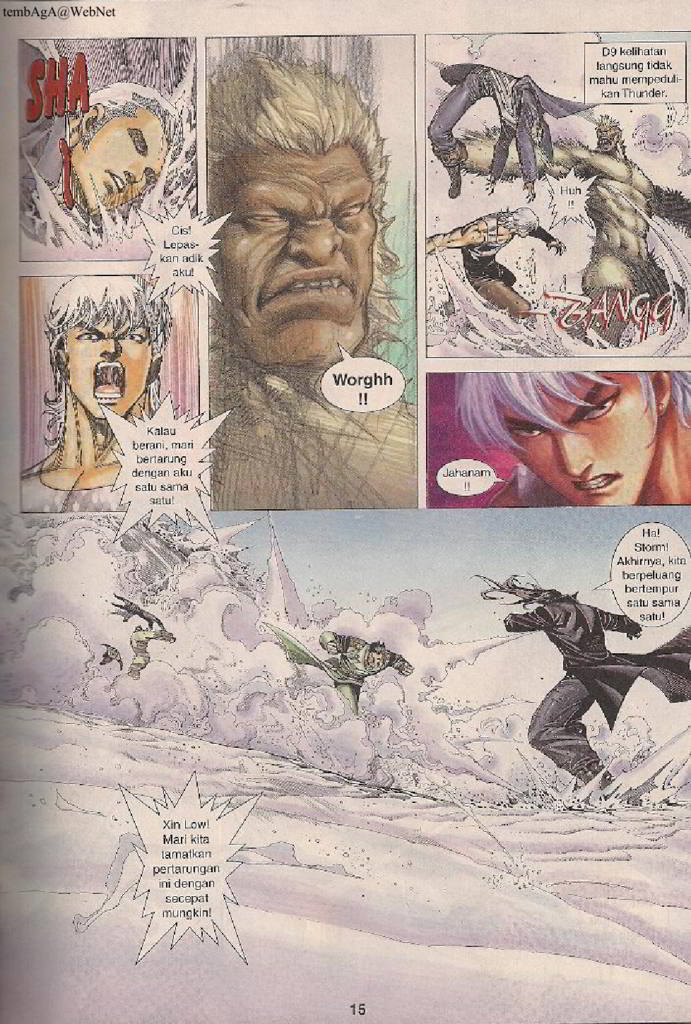 tembAgA@WebNet
SHA
Cis!
Lepas-
kan adik
aku!
Kalau
berani, mari
bertarung
dengan aku
satu sama
satu!
Worghh
!!
D9 kelihatan
langsung tidak
mahu mempeduli-
kan Thunder.
Huh
!!
BANGG
Jahanam
!!
Ha!
Storm!
Akhirnya, kita
berpeluang
bertempur
satu sama
satu!
Xin Low!
Mari kita
tamatkan
pertarungan
ini dengan
secepat
mungkin!
15